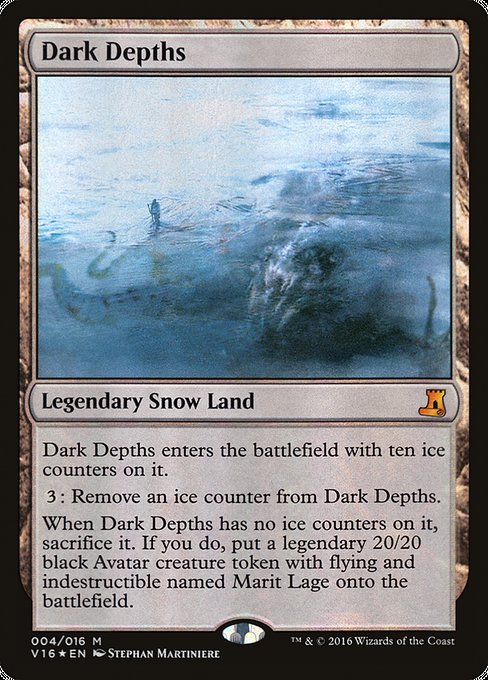 Dark Depths
Legendary Snow Land
Dark Depths enters the battlefield with ten ice
counters on it.
3: Remove an ice counter from Dark Depths.
When Dark Depths has no ice counters on it,
sacrifice it. If you do, put a legendary 20/20
black Avatar creature token with flying and
indestructible named Marit Lage onto the
battlefield.
004/016 M
V16★EN Stephan Martiniere
™ & © 2016 Wizards of the Coast